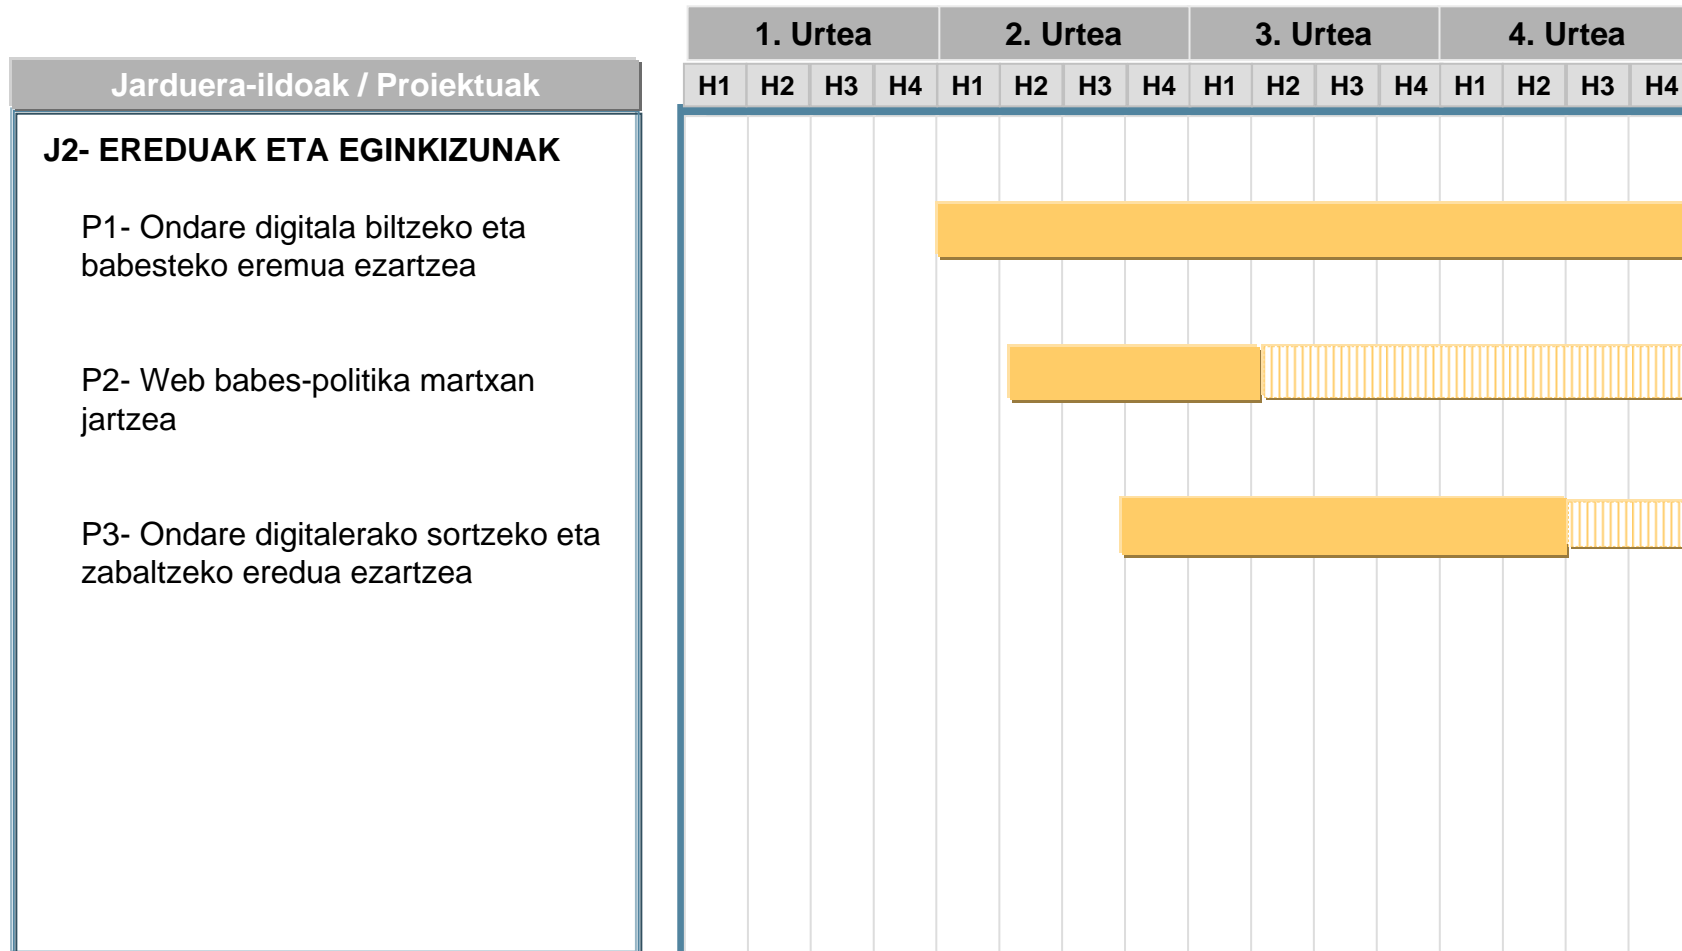 1. Urtea 2. Urtea 3. Urtea 4. Urtea
Jarduera-ildoak / Proiektuak
H1 H2 H3 H4 H1 H2 H3 H4 H1 H2 H3 H4 H1 H2 H3 H4
J2- EREDUAK ETA EGINKIZUNAK
P1- Ondare digitala biltzeko eta
babesteko eremua ezartzea
P2- Web babes-politika martxan
jartzea
P3- Ondare digitalerako sortzeko eta
zabaltzeko eredua ezartzea